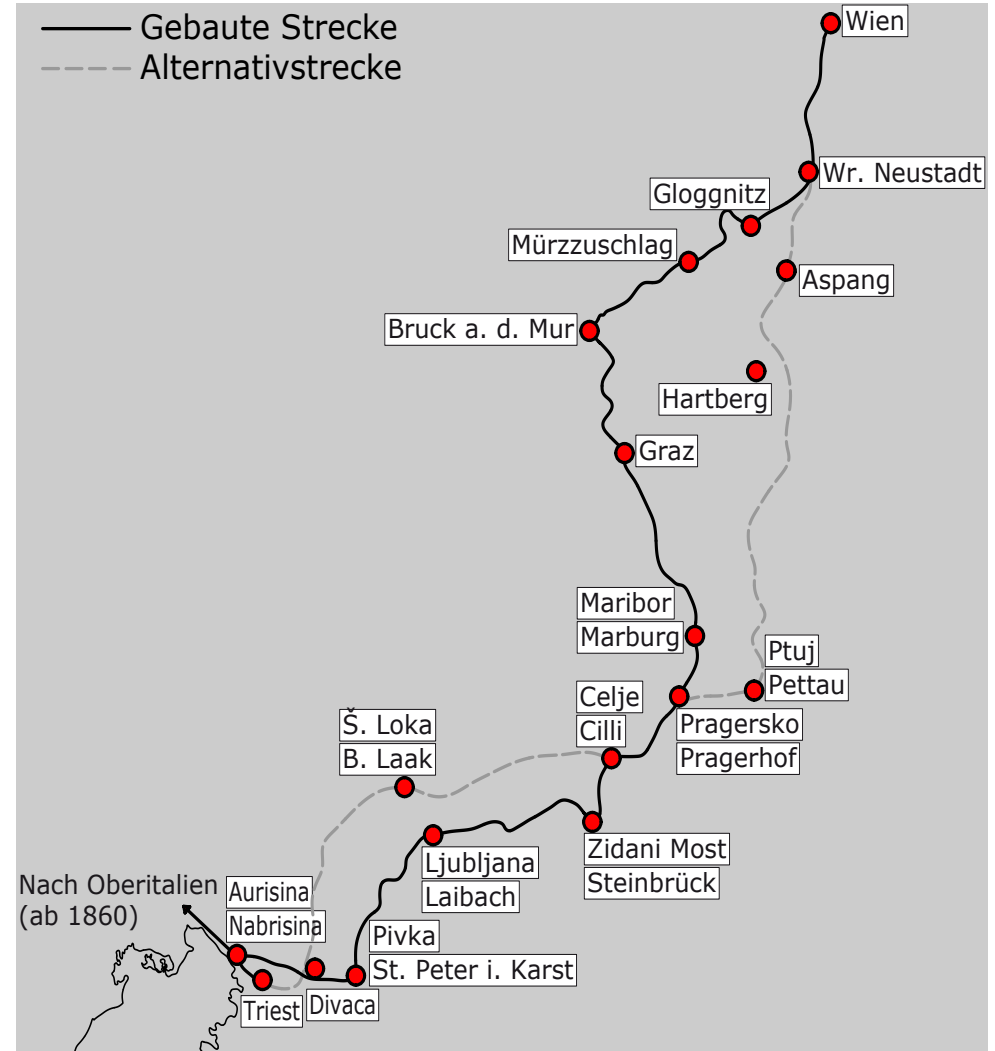 Gebaute Strecke
Alternativstrecke
Wien
Wr. Neustadt
Gloggnitz
Mürzzuschlag
Aspang
Bruck a. d. Mur
Hartberg
Graz
Maribor
Marburg
Ptuj
Pettau
Celje
Cilli
Pragersko
Pragerhof
Š. Loka
B. Laak
Zidani Most
Steinbrück
Ljubljana
Laibach
Nach Oberitalien
(ab 1860)
Aurisina
Nabrisina
Pivka
St. Peter i. Karst
Triest
Divaca